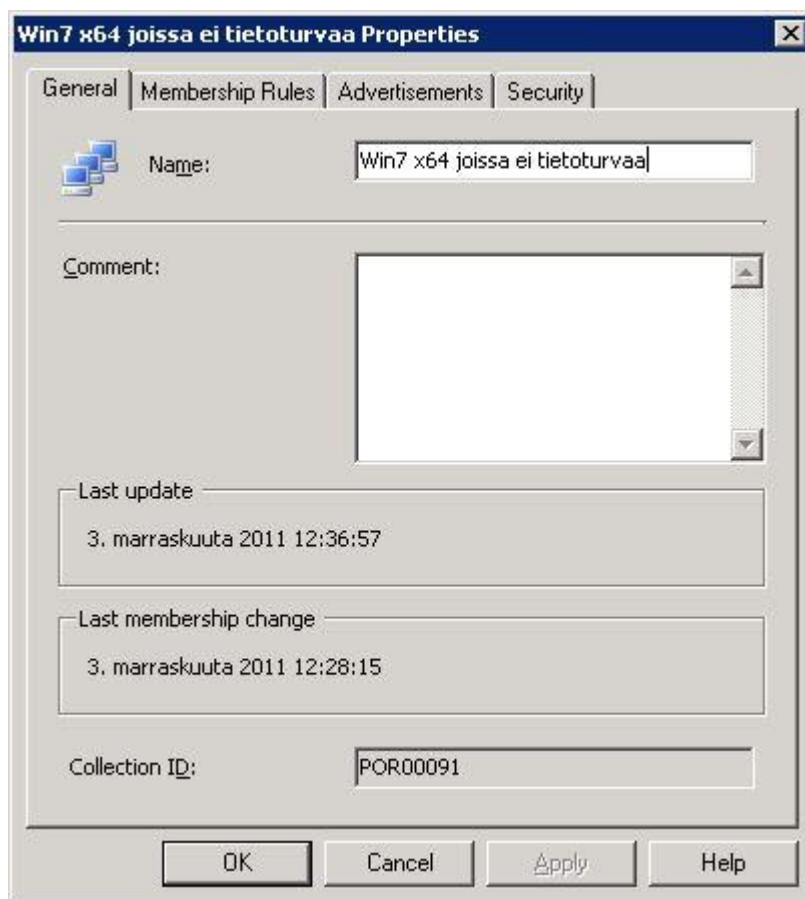 Win7 x64 joissa ei tietoturvaa Properties
General Membership Rules Advertisements Security
Name: Win7 x64 joissa ei tietoturvaa
Comment:
Last update
3. marraskuuta 2011 12:36:57
Last membership change
3. marraskuuta 2011 12:28:15
Collection ID: POR00091
OK Cancel Apply Help